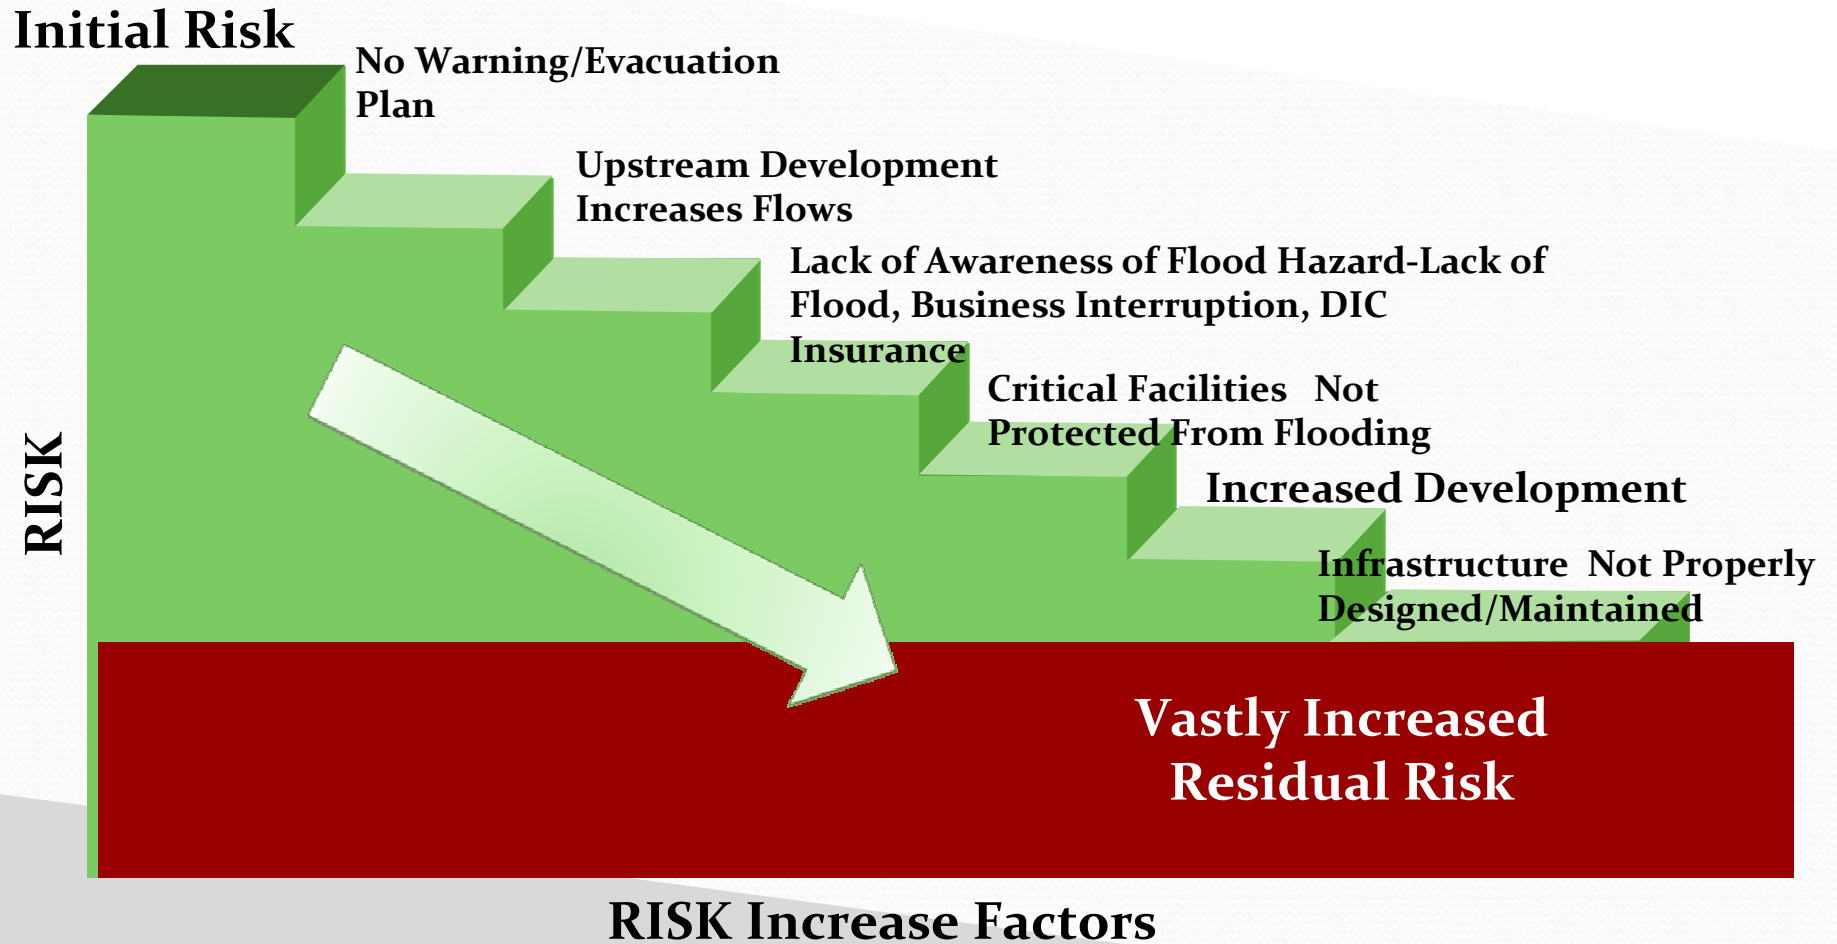 Initial Risk
No Warning/Evacuation
Plan
Upstream Development
Increases Flows
Lack of Awareness of Flood Hazard-Lack of
Flood, Business Interruption, DIC
Insurance
Critical Facilities Not
Protected From Flooding
Increased Development
Infrastructure Not Properly
Designed/Maintained
RISK
Vastly Increased
Residual Risk
RISK Increase Factors